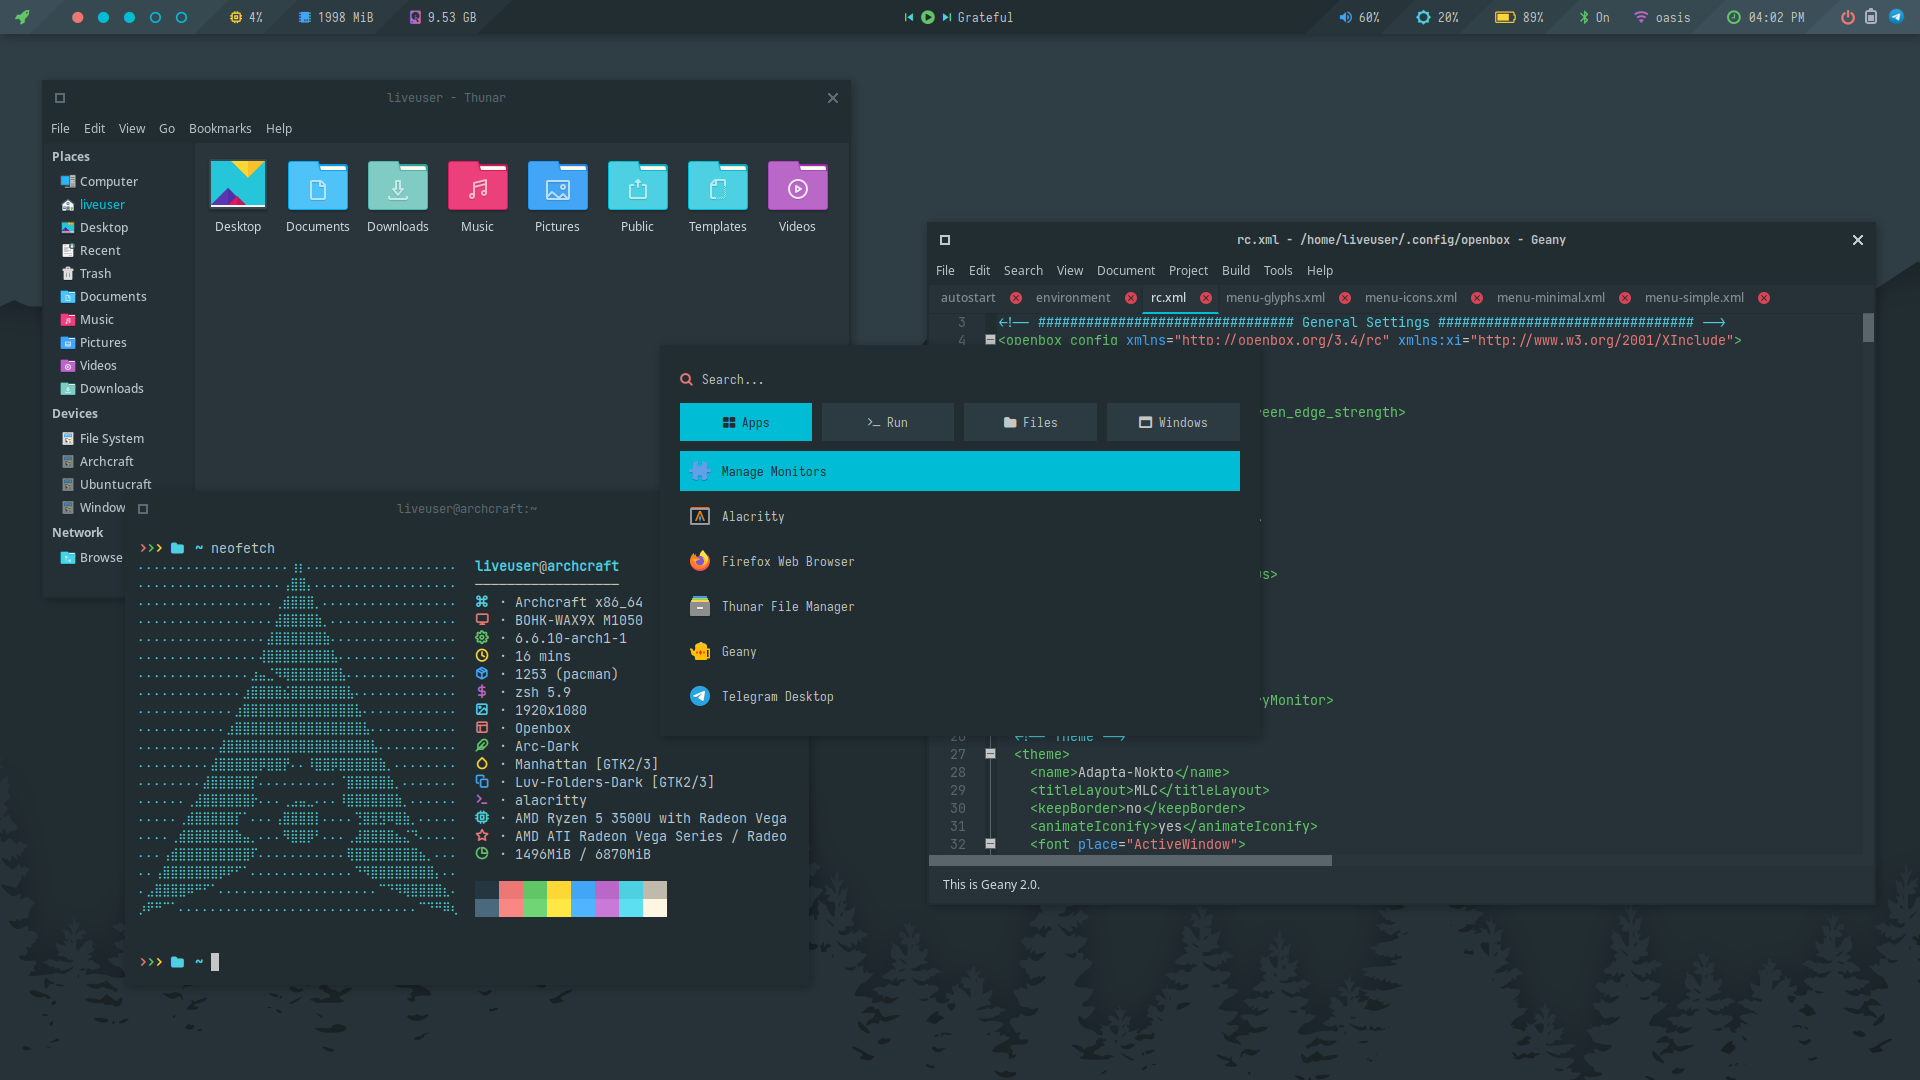 4%
1998 MiB
9.53 GB
Grateful
60%
20%
89%
On
oasis
04:02 PM
liveuser - Thunar
File Edit View Go Bookmarks Help
Places
Computer
liveuser
Desktop
Recent
Trash
Documents
Music
Pictures
Videos
Downloads
Devices
File System
Archcraft
Ubuntucraft
Window
Network
Browse
Desktop Documents Downloads Music Pictures Public Templates Videos
rc.xml - /home/liveuser/.config/openbox - Geany
File Edit Search View Document Project Build Tools Help
autostart environment rc.xml menu-glyphs.xml menu-icons.xml menu-minimal.xml menu-simple.xml
3 <!-- ################################ General Settings ################################ -->
4 <openbox_config xmlns="http://openbox.org/3.4/rc" xmlns:xi="http://www.w3.org/2001/XInclude">
een_edge_strength>
s>
yMonitor>
26 <!-- Theme -->
27 <theme>
28 <name>Adapta-Nokto</name>
29 <titleLayout>MLC</titleLayout>
30 <keepBorder>no</keepBorder>
31 <animateIconify>yes</animateIconify>
32 <font place="ActiveWindow">
This is Geany 2.0.
Search...
Apps Run Files Windows
Manage Monitors
Alacritty
Firefox Web Browser
Thunar File Manager
Geany
Telegram Desktop
liveuser@archcraft:~
>>> ~ neofetch
liveuser@archcraft
· Archcraft x86_64
· BOHK-WAX9X M1050
· 6.6.10-arch1-1
· 16 mins
· 1253 (pacman)
· zsh 5.9
· 1920x1080
· Openbox
· Arc-Dark
· Manhattan [GTK2/3]
· Luv-Folders-Dark [GTK2/3]
· alacritty
· AMD Ryzen 5 3500U with Radeon Vega
· AMD ATI Radeon Vega Series / Radeo
· 1496MiB / 6870MiB
>>> ~